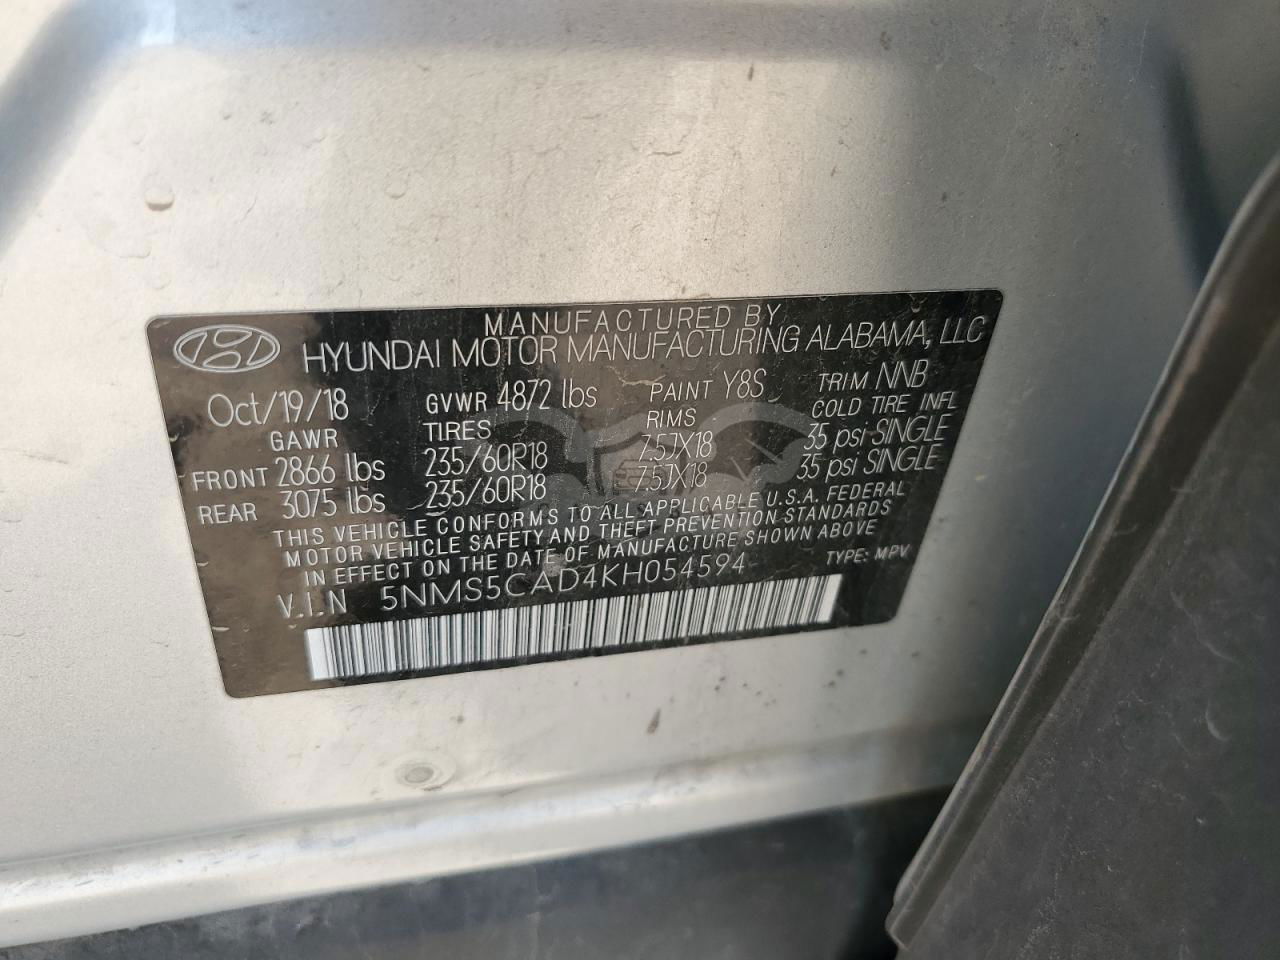 MANUFACTURED BY
HYUNDAI MOTOR MANUFACTURING ALABAMA, LLC
Oct/19/18 GVWR 4872 lbs PAINT Y8S TRIM NNB
GAWR TIRES RIMS COLD TIRE INFL
FRONT 2866 lbs 235/60R18 7.5JX18 35 psi SINGLE
REAR 3075 lbs 235/60R18 7.5JX18 35 psi SINGLE
THIS VEHICLE CONFORMS TO ALL APPLICABLE U.S.A. FEDERAL
MOTOR VEHICLE SAFETY AND THEFT PREVENTION STANDARDS
IN EFFECT ON THE DATE OF MANUFACTURE SHOWN ABOVE
V.I.N 5NMS5CAD4KH054594 TYPE: MPV